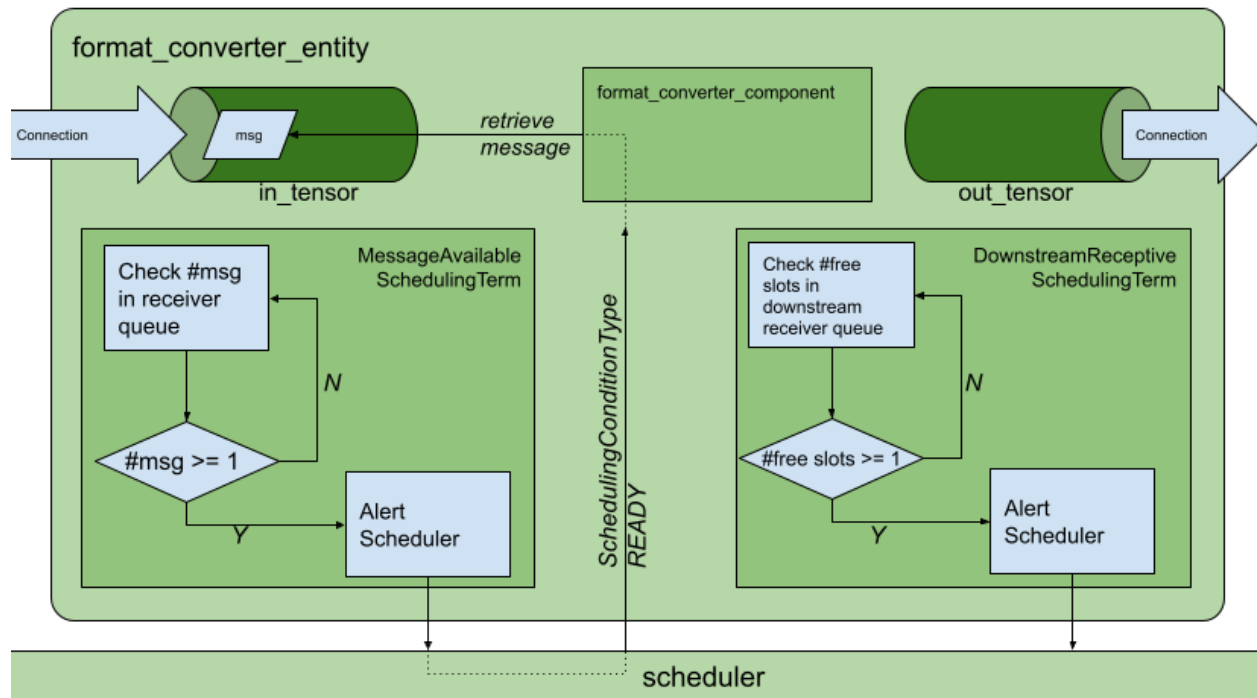 format_converter_entity
Connection
msg
in_tensor
retrieve
message
format_converter_component
Connection
out_tensor
MessageAvailable
SchedulingTerm
Check #msg
in receiver
queue
N
#msg >= 1
Y
Alert
Scheduler
SchedulingConditionType
READY
DownstreamReceptive
SchedulingTerm
Check #free
slots in
downstream
receiver queue
N
#free slots >= 1
Y
Alert
Scheduler
scheduler